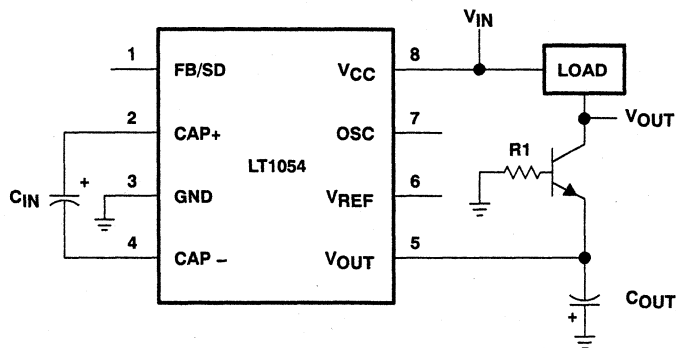 VIN
1 FB/SD VCC 8 LOAD
VOUT
2 CAP+ OSC 7
LT1054 R1
CIN + 3 GND VREF 6
4 CAP – VOUT 5
COUT
+